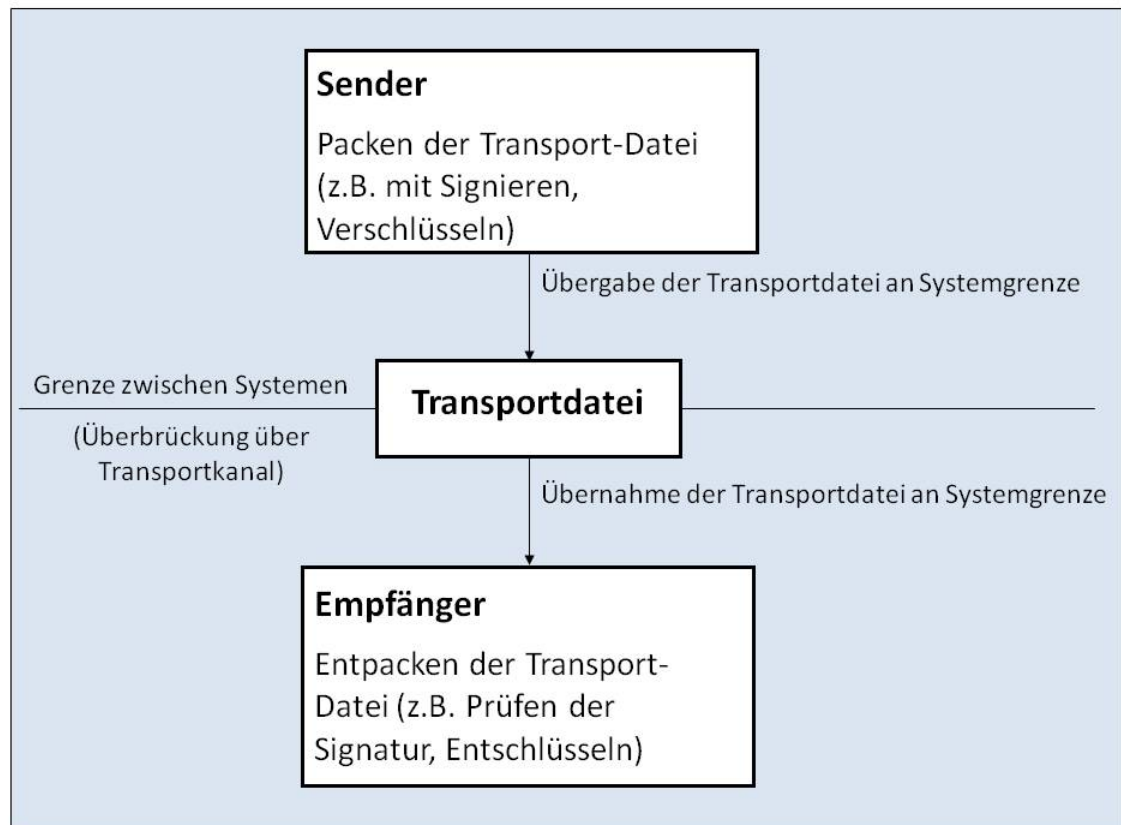 Sender
Packen der Transport-Datei
(z.B. mit Signieren,
Verschlüsseln)
Übergabe der Transportdatei an Systemgrenze
Grenze zwischen Systemen
Transportdatei
(Überbrückung über
Transportkanal)
Übernahme der Transportdatei an Systemgrenze
Empfänger
Entpacken der Transport-
Datei (z.B. Prüfen der
Signatur, Entschlüsseln)